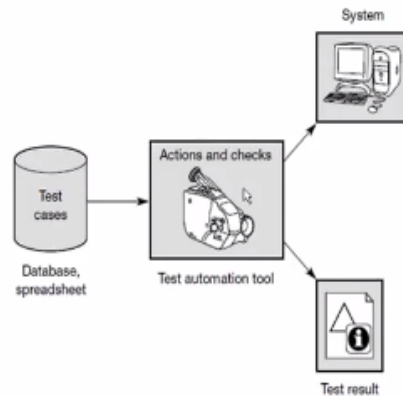 System
Actions and checks
Test
cases
Database,
spreadsheet
Test automation tool
Test result